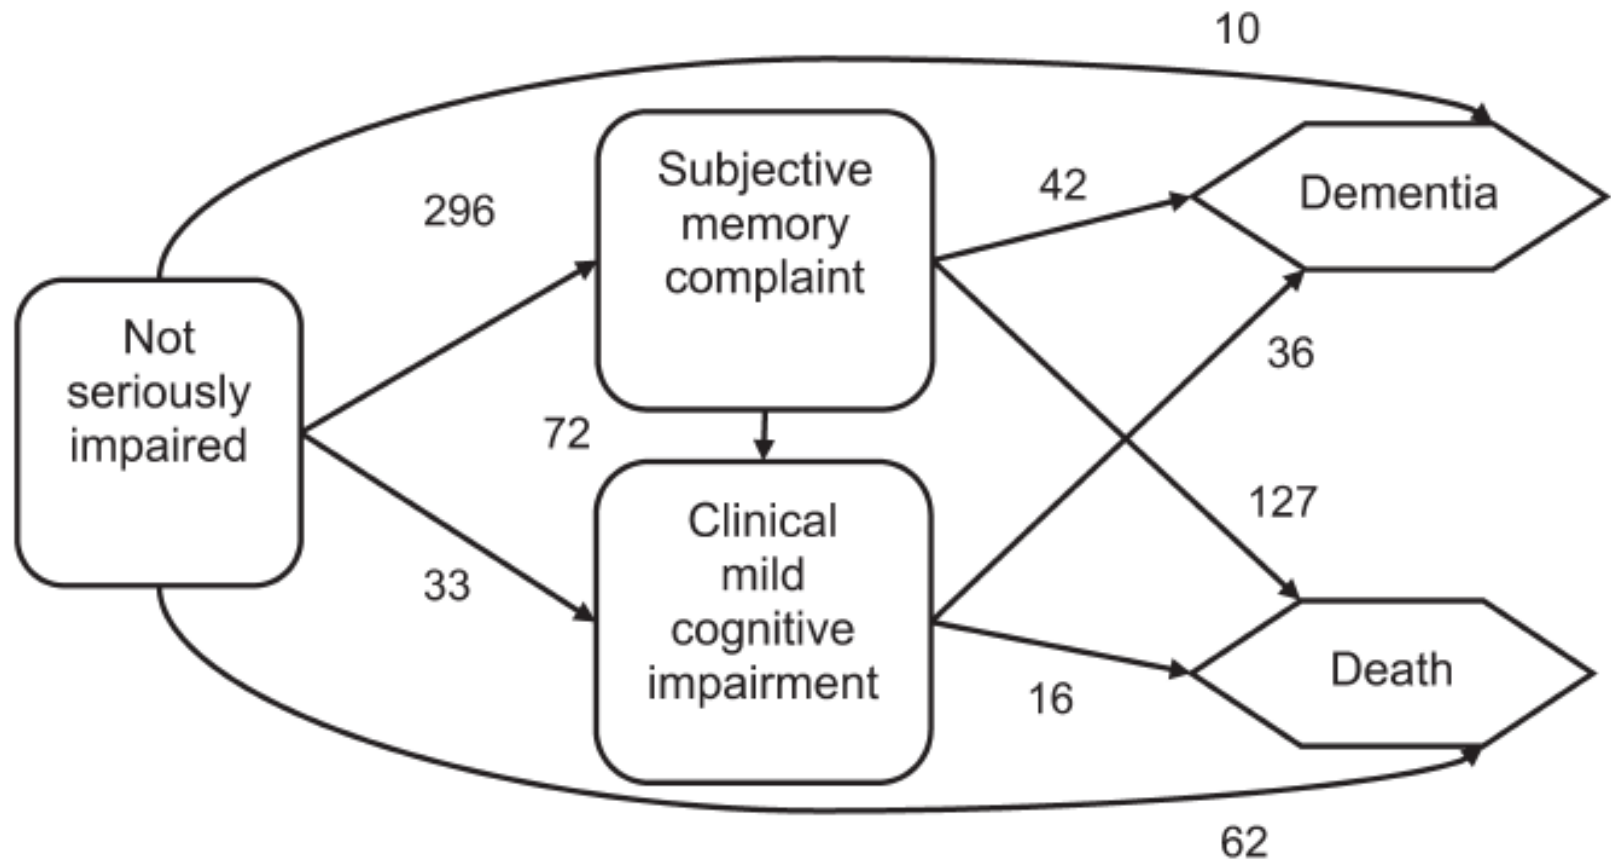 10
296
Subjective
memory
complaint
42
Dementia
Not
seriously
impaired
36
72
127
33
Clinical
mild
cognitive
impairment
16
Death
62